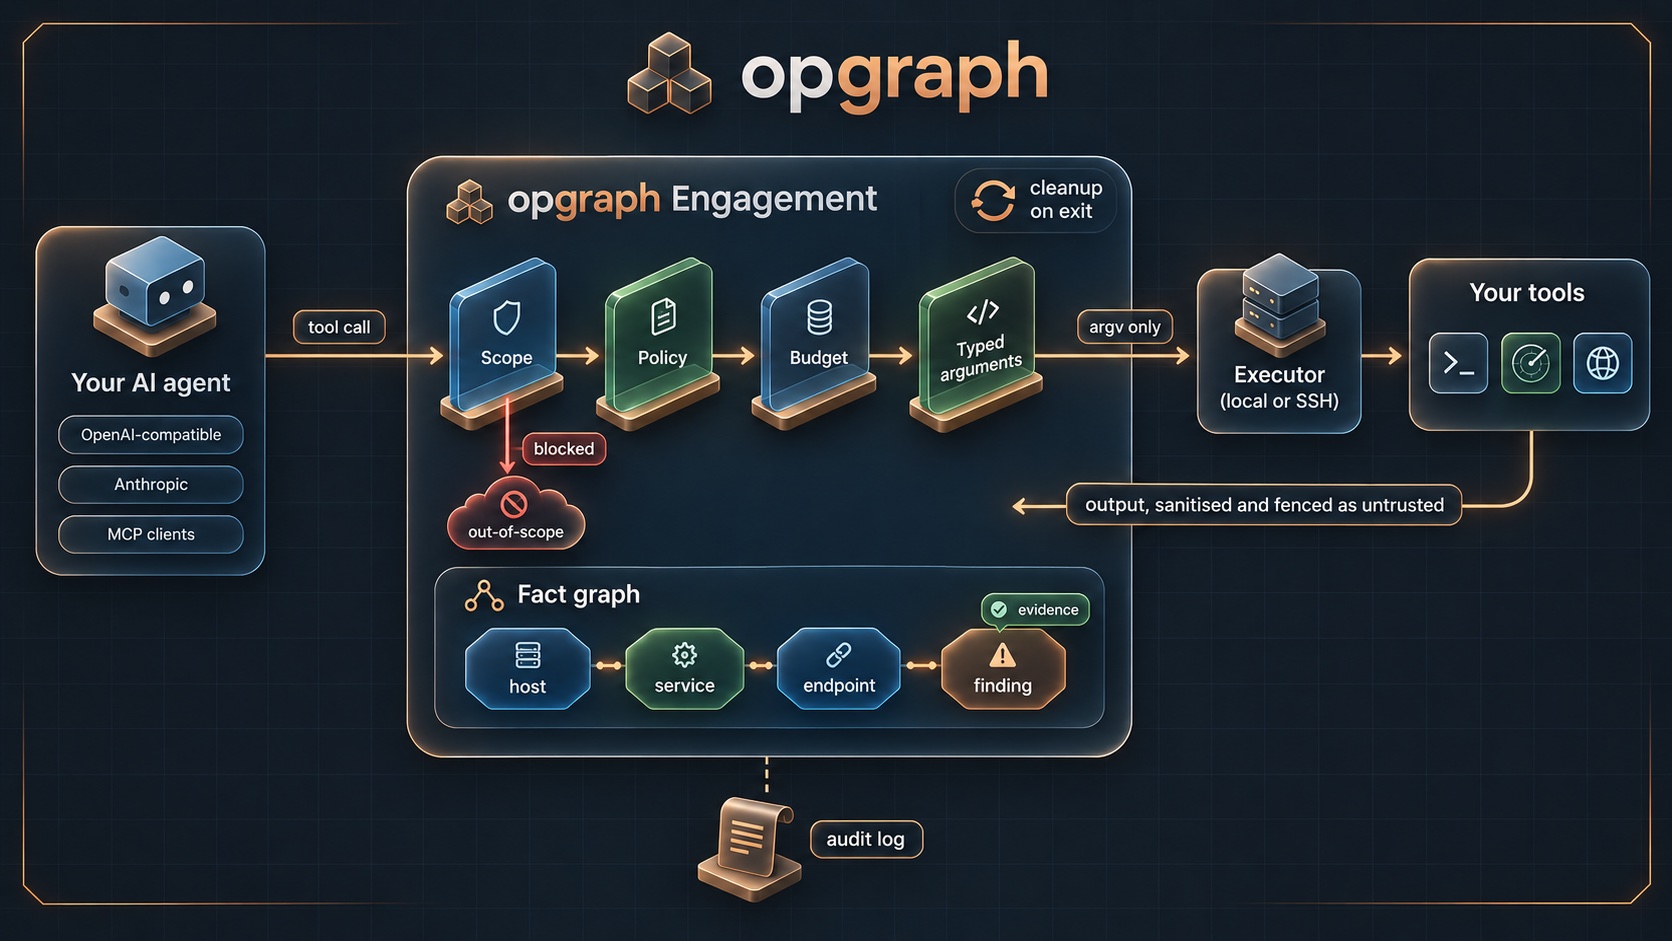 opgraph
opgraph Engagement
cleanup
on exit
Your AI agent
OpenAI-compatible
Anthropic
MCP clients
tool call
Scope
Policy
Budget
Typed
arguments
argv only
Executor
(local or SSH)
Your tools
blocked
out-of-scope
output, sanitised and fenced as untrusted
Fact graph
evidence
host
service
endpoint
finding
audit log